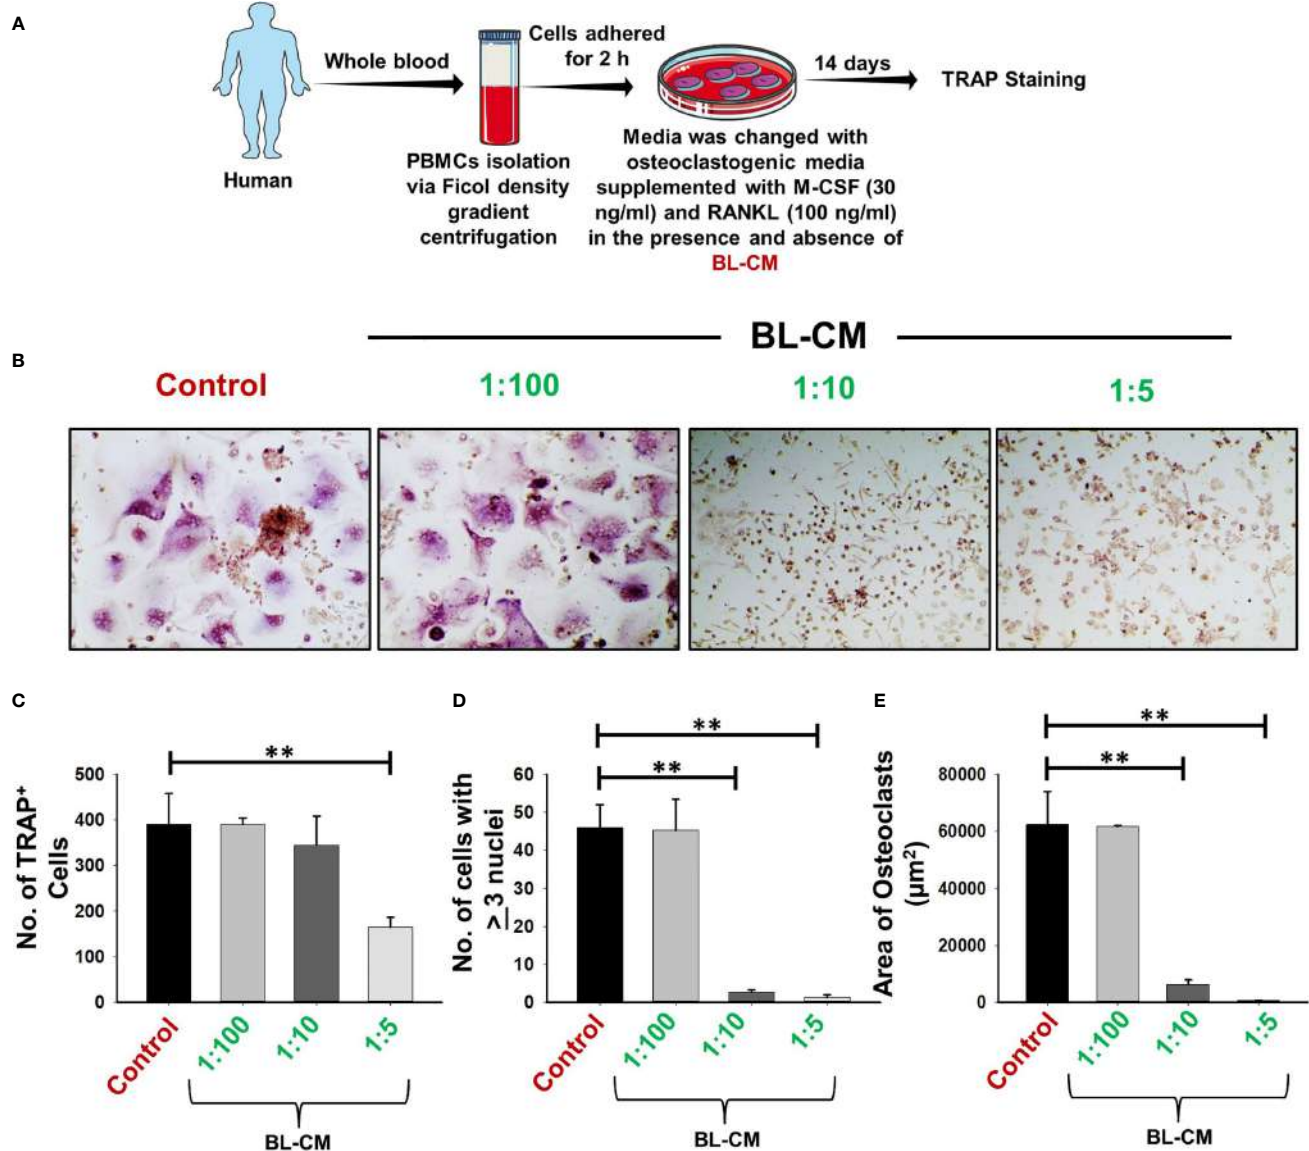 A
Whole blood
Cells adhered
for 2 h
14 days
TRAP Staining
Human
PBMCs isolation
via Ficol density
gradient
centrifugation
Media was changed with
osteoclastogenic media
supplemented with M-CSF (30
ng/ml) and RANKL (100 ng/ml)
in the presence and absence of
BL-CM
BL-CM
B
Control
1:100
1:10
1:5
C
**
No. of TRAP+
Cells
500
400
300
200
100
0
Control
1:100
1:10
1:5
BL-CM
D
**
**
No. of cells with
≥ 3 nuclei
60
50
40
30
20
10
0
Control
1:100
1:10
1:5
BL-CM
E
**
**
Area of Osteoclasts
(µm2)
80000
60000
40000
20000
0
Control
1:100
1:10
1:5
BL-CM